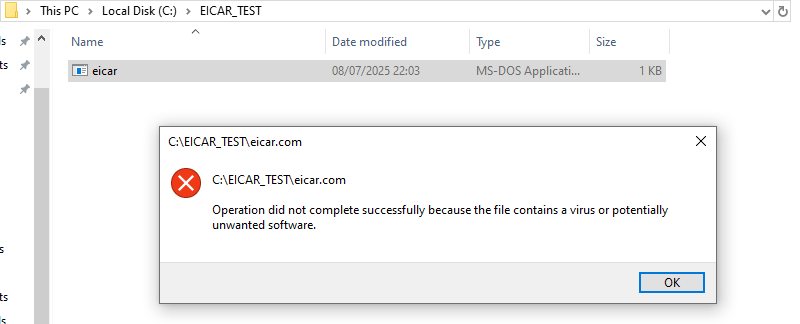 This PC > Local Disk (C:) > EICAR_TEST
Name Date modified Type Size
eicar 08/07/2025 22:03 MS-DOS Applicati... 1 KB
C:\EICAR_TEST\eicar.com
C:\EICAR_TEST\eicar.com
Operation did not complete successfully because the file contains a virus or potentially
unwanted software.
OK